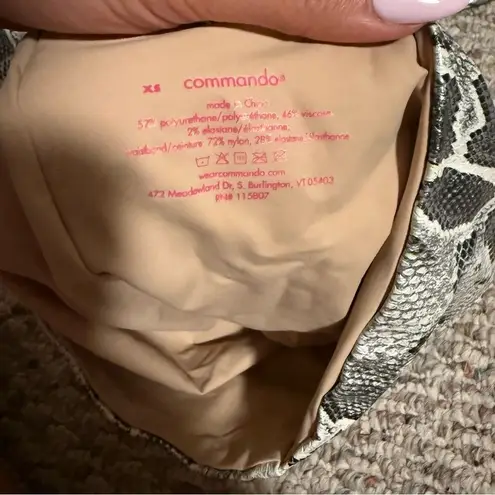 XS commando®
made in China
57% polyurethane/polyuréthane, 46% viscose,
2% elastane/élasthanne,
waistband/ceinture 72% nylon, 28% elastane/élasthanne
wearcommando.com
472 Meadowland Dr, S. Burlington, VT 05403
RN# 115807